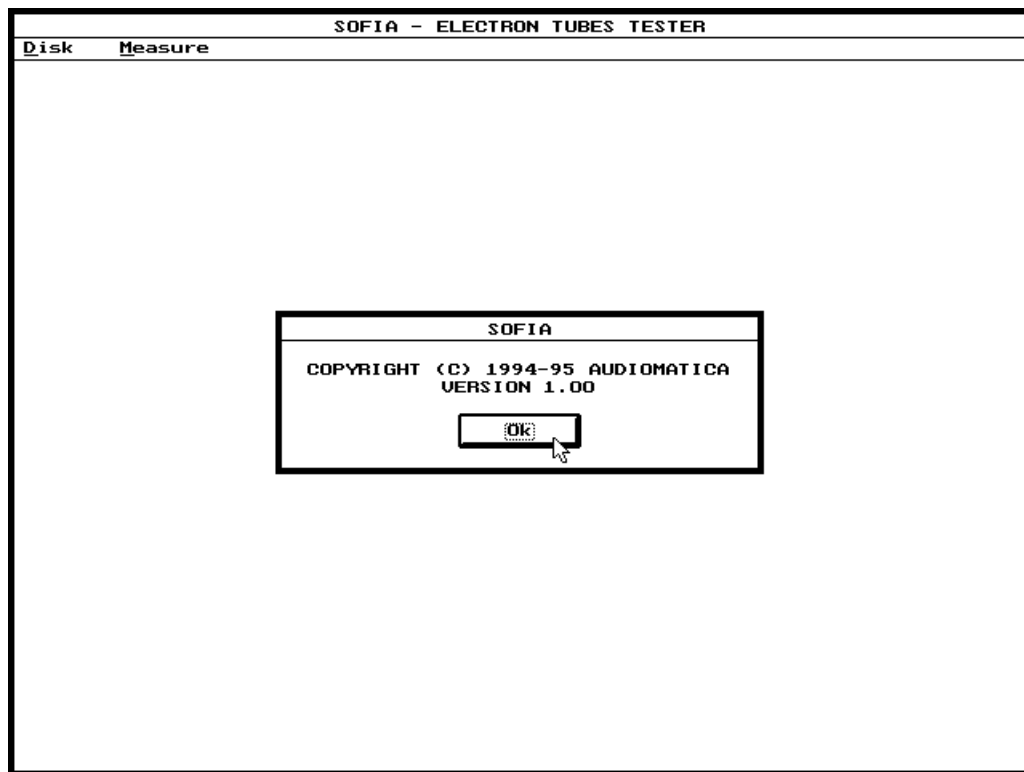 SOFIA - ELECTRON TUBES TESTER
Disk Measure
SOFIA
COPYRIGHT (C) 1994-95 AUDIOMATICA
VERSION 1.00
Ok